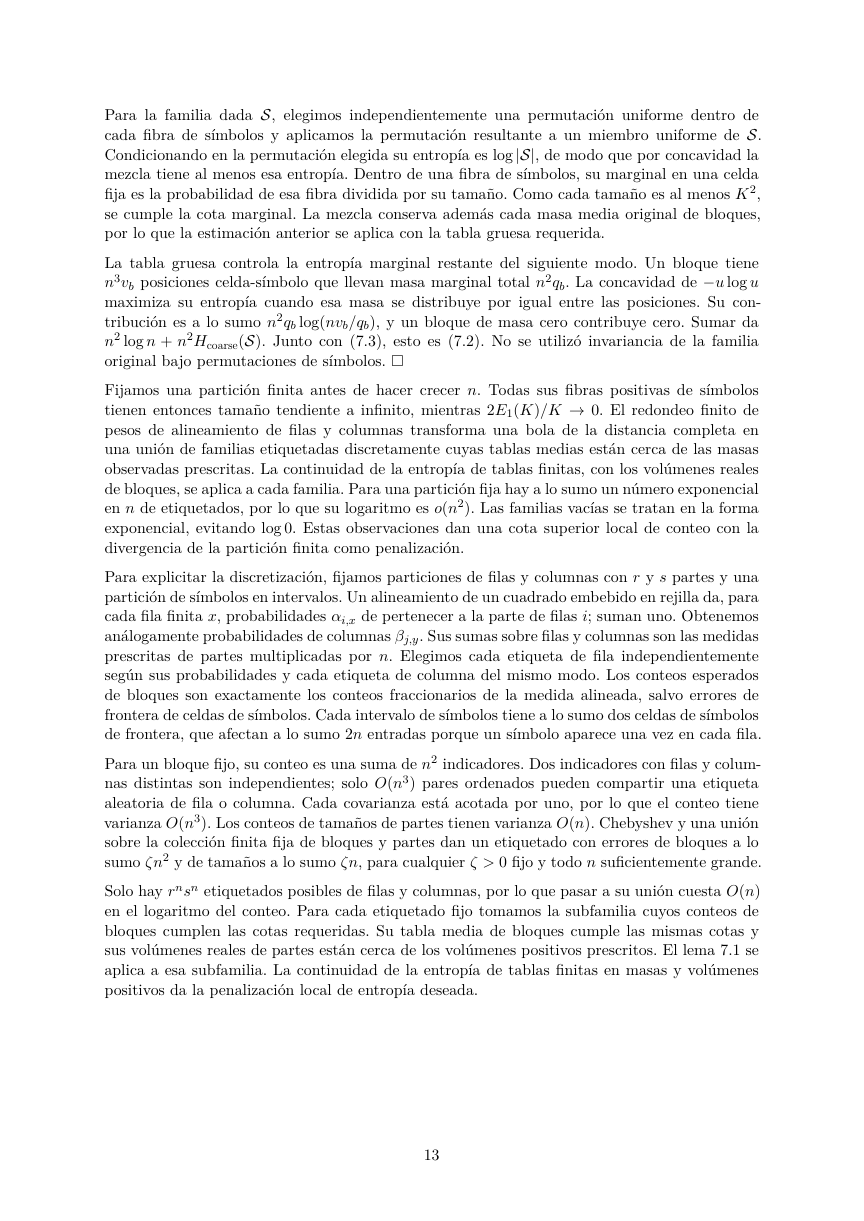 Para la familia dada 𝒮, elegimos independientemente una permutación uniforme dentro de
cada fibra de símbolos y aplicamos la permutación resultante a un miembro uniforme de 𝒮.
Condicionando en la permutación elegida su entropía es log |𝒮|, de modo que por concavidad la
mezcla tiene al menos esa entropía. Dentro de una fibra de símbolos, su marginal en una celda
fija es la probabilidad de esa fibra dividida por su tamaño. Como cada tamaño es al menos K²,
se cumple la cota marginal. La mezcla conserva además cada masa media original de bloques,
por lo que la estimación anterior se aplica con la tabla gruesa requerida.
La tabla gruesa controla la entropía marginal restante del siguiente modo. Un bloque tiene
n³v_b posiciones celda-símbolo que llevan masa marginal total n²q_b. La concavidad de −u log u
maximiza su entropía cuando esa masa se distribuye por igual entre las posiciones. Su con-
tribución es a lo sumo n²q_b log(nv_b/q_b), y un bloque de masa cero contribuye cero. Sumar da
n² log n + n²H_coarse(𝒮). Junto con (7.3), esto es (7.2). No se utilizó invariancia de la familia
original bajo permutaciones de símbolos. □
Fijamos una partición finita antes de hacer crecer n. Todas sus fibras positivas de símbolos
tienen entonces tamaño tendiente a infinito, mientras 2E₁(K)/K → 0. El redondeo finito de
pesos de alineamiento de filas y columnas transforma una bola de la distancia completa en
una unión de familias etiquetadas discretamente cuyas tablas medias están cerca de las masas
observadas prescritas. La continuidad de la entropía de tablas finitas, con los volúmenes reales
de bloques, se aplica a cada familia. Para una partición fija hay a lo sumo un número exponencial
en n de etiquetados, por lo que su logaritmo es o(n²). Las familias vacías se tratan en la forma
exponencial, evitando log 0. Estas observaciones dan una cota superior local de conteo con la
divergencia de la partición finita como penalización.
Para explicitar la discretización, fijamos particiones de filas y columnas con r y s partes y una
partición de símbolos en intervalos. Un alineamiento de un cuadrado embebido en rejilla da, para
cada fila finita x, probabilidades α_{i,x} de pertenecer a la parte de filas i; suman uno. Obtenemos
análogamente probabilidades de columnas β_{j,y}. Sus sumas sobre filas y columnas son las medidas
prescritas de partes multiplicadas por n. Elegimos cada etiqueta de fila independientemente
según sus probabilidades y cada etiqueta de columna del mismo modo. Los conteos esperados
de bloques son exactamente los conteos fraccionarios de la medida alineada, salvo errores de
frontera de celdas de símbolos. Cada intervalo de símbolos tiene a lo sumo dos celdas de símbolos
de frontera, que afectan a lo sumo 2n entradas porque un símbolo aparece una vez en cada fila.
Para un bloque fijo, su conteo es una suma de n² indicadores. Dos indicadores con filas y colum-
nas distintas son independientes; solo O(n³) pares ordenados pueden compartir una etiqueta
aleatoria de fila o columna. Cada covarianza está acotada por uno, por lo que el conteo tiene
varianza O(n³). Los conteos de tamaños de partes tienen varianza O(n). Chebyshev y una unión
sobre la colección finita fija de bloques y partes dan un etiquetado con errores de bloques a lo
sumo ζn² y de tamaños a lo sumo ζn, para cualquier ζ > 0 fijo y todo n suficientemente grande.
Solo hay rⁿsⁿ etiquetados posibles de filas y columnas, por lo que pasar a su unión cuesta O(n)
en el logaritmo del conteo. Para cada etiquetado fijo tomamos la subfamilia cuyos conteos de
bloques cumplen las cotas requeridas. Su tabla media de bloques cumple las mismas cotas y
sus volúmenes reales de partes están cerca de los volúmenes positivos prescritos. El lema 7.1 se
aplica a esa subfamilia. La continuidad de la entropía de tablas finitas en masas y volúmenes
positivos da la penalización local de entropía deseada.
13